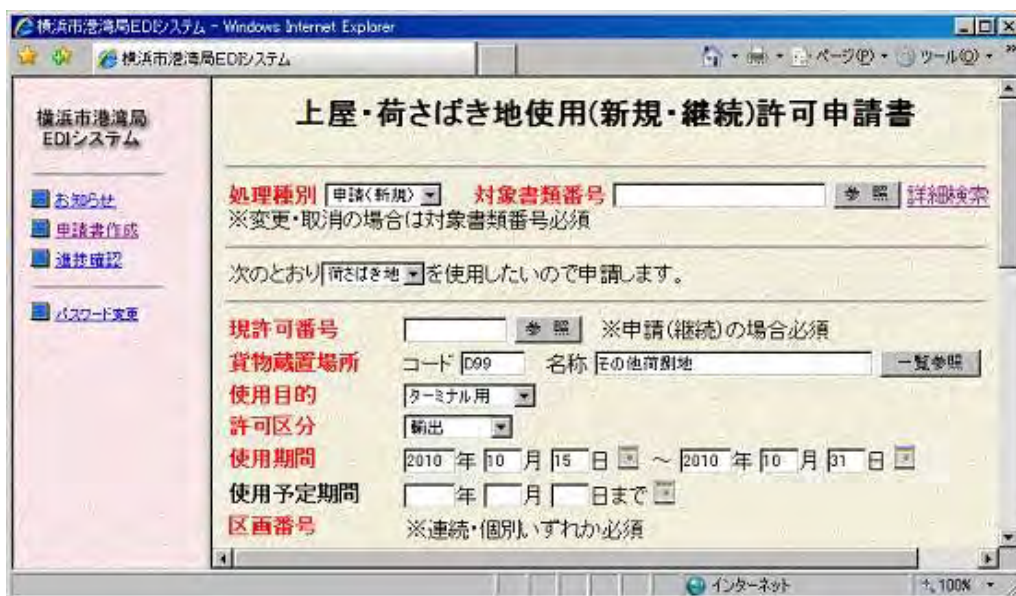 横浜市港湾局EDIシステム - Windows Internet Explorer
横浜市港湾局EDIシステム
ページ(P)
ツール(O)
横浜市港湾局
EDIシステム
お知らせ
申請書作成
進捗確認
パスワード変更
上屋・荷さばき地使用(新規・継続)許可申請書
処理種別 申請(新規) 対象書類番号 参照 詳細検索
※変更・取消の場合は対象書類番号必須
次のとおり 荷さばき地 を使用したいので申請します。
現許可番号 参照 ※申請(継続)の場合必須
貨物蔵置場所 コード D99 名称 その他荷捌地 一覧参照
使用目的 ターミナル用
許可区分 輸出
使用期間 2010 年 10 月 15 日 ～ 2010 年 10 月 31 日
使用予定期間 年 月 日まで
区画番号 ※連続・個別いずれか必須
インターネット 100%